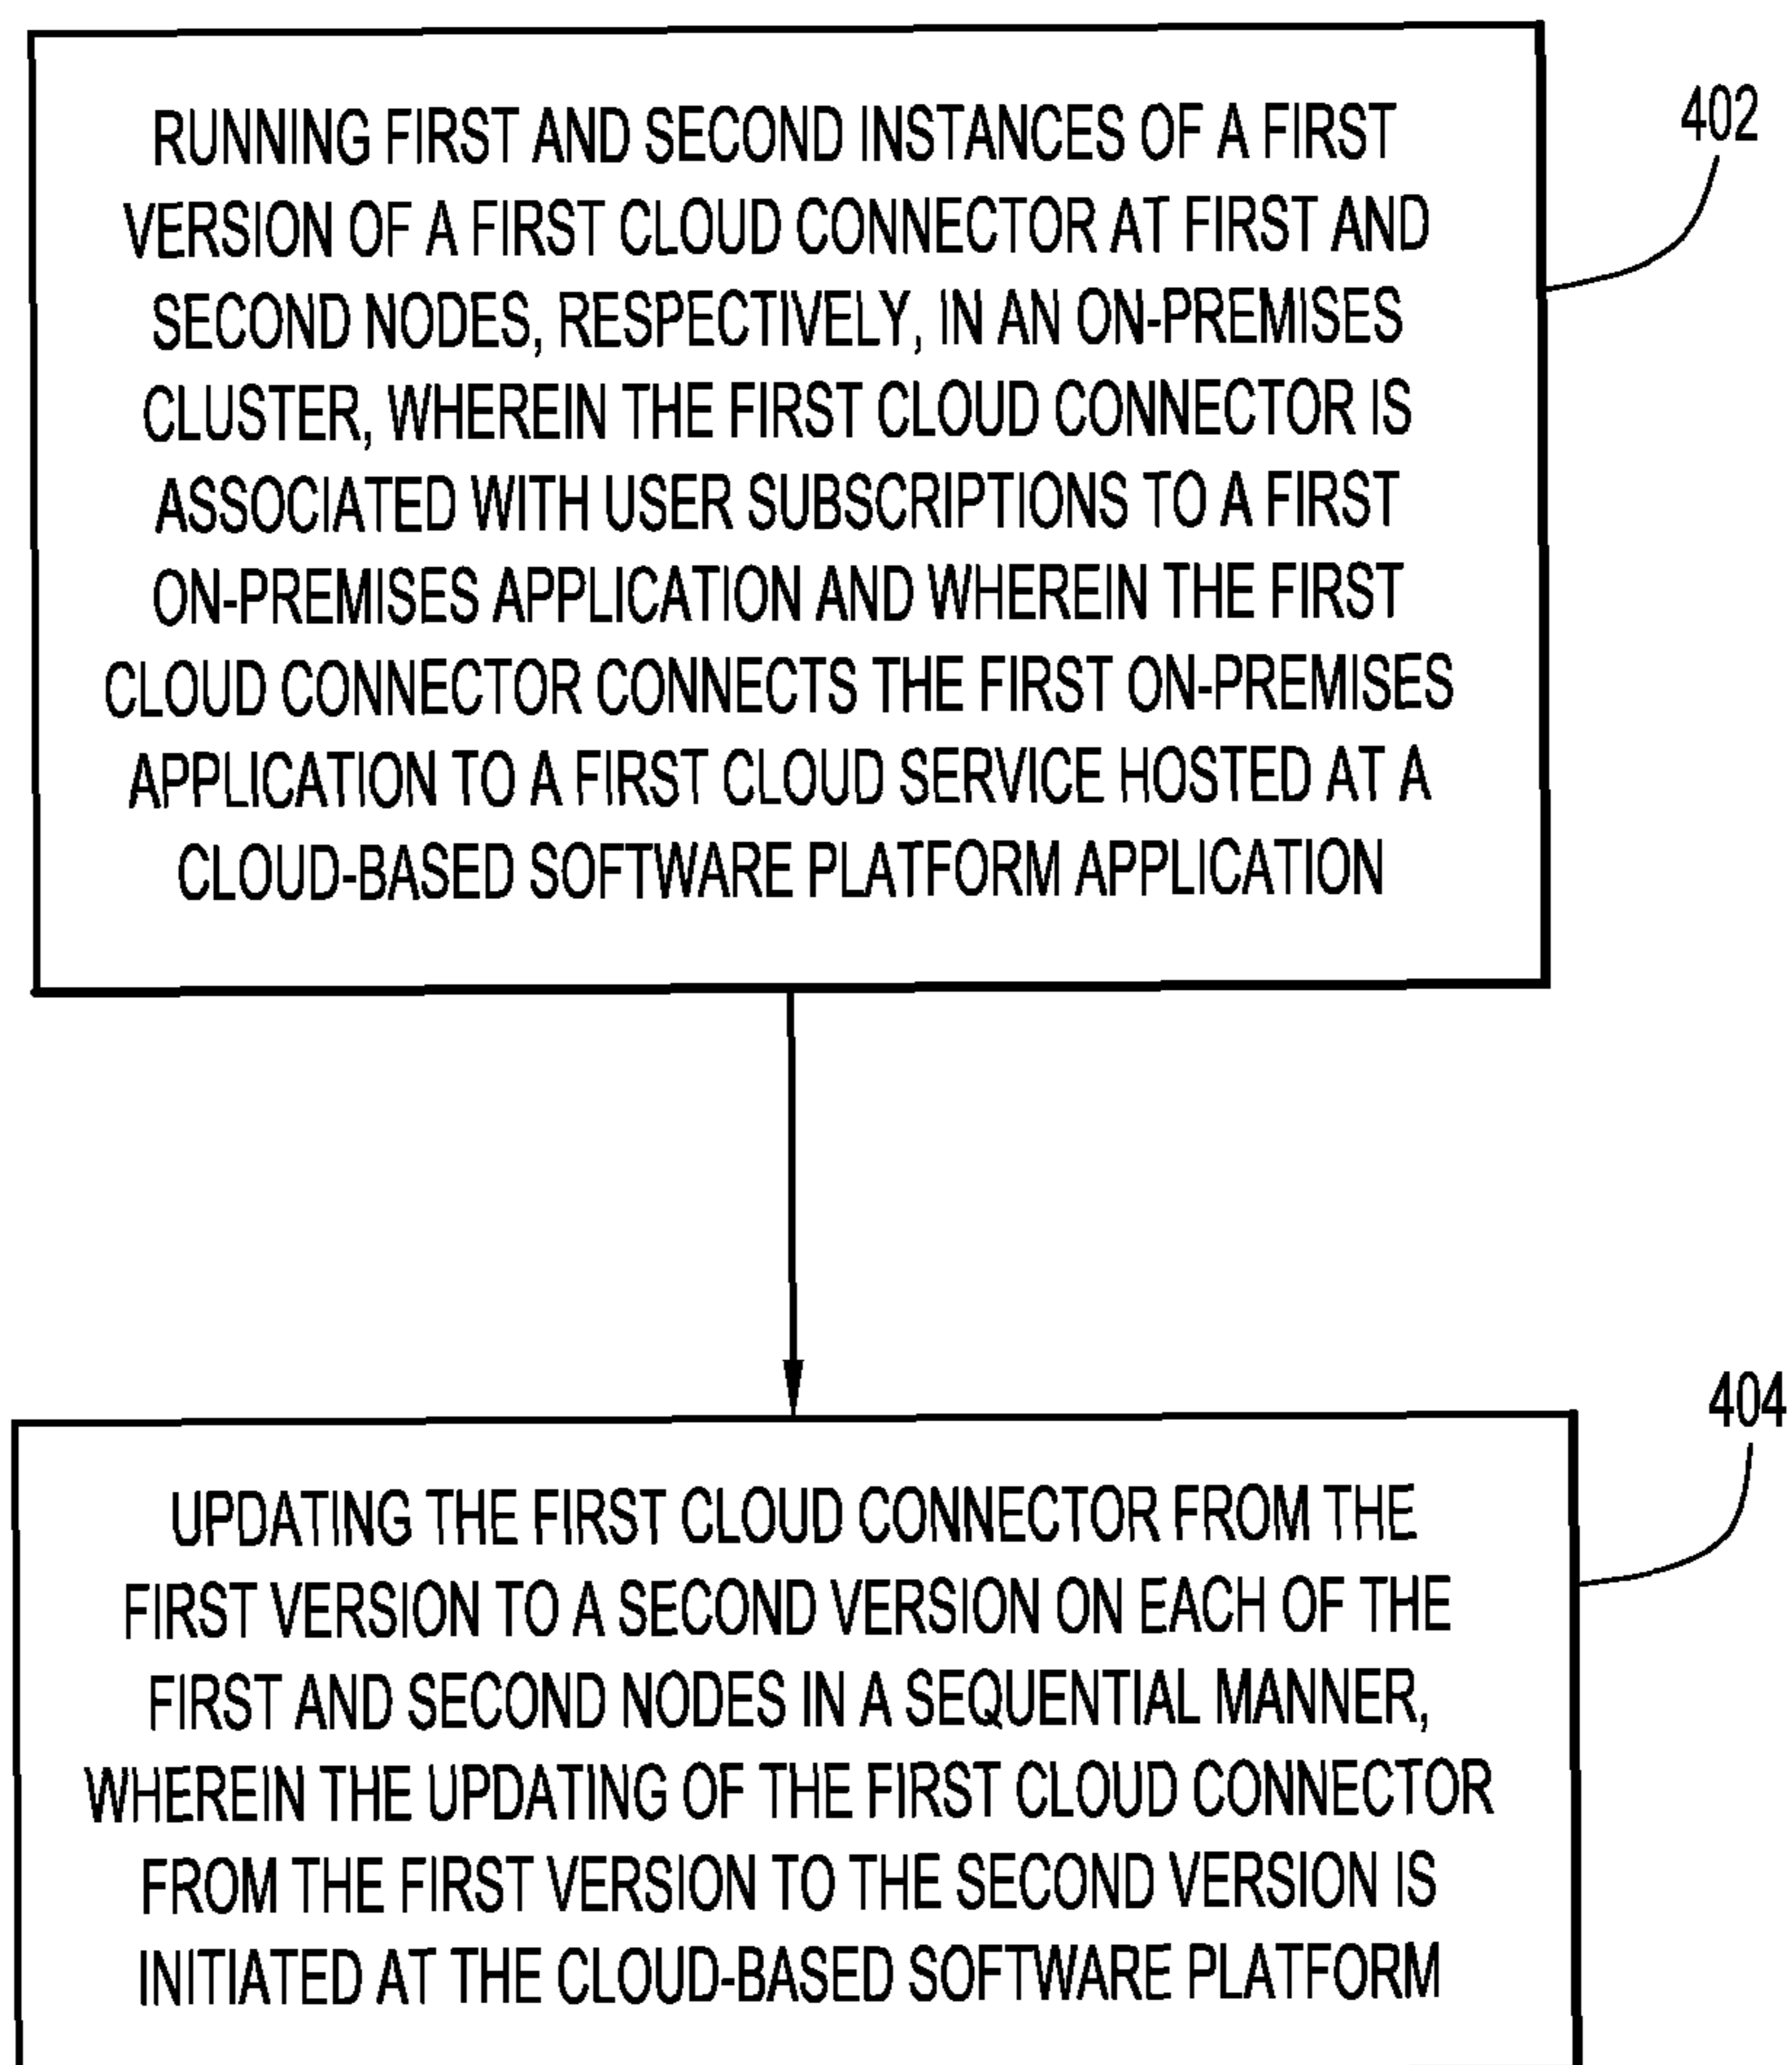 RUNNING FIRST AND SECOND INSTANCES OF A FIRST
VERSION OF A FIRST CLOUD CONNECTOR AT FIRST AND
SECOND NODES, RESPECTIVELY, IN AN ON-PREMISES
CLUSTER, WHEREIN THE FIRST CLOUD CONNECTOR IS
ASSOCIATED WITH USER SUBSCRIPTIONS TO A FIRST
ON-PREMISES APPLICATION AND WHEREIN THE FIRST
CLOUD CONNECTOR CONNECTS THE FIRST ON-PREMISES
APPLICATION TO A FIRST CLOUD SERVICE HOSTED AT A
CLOUD-BASED SOFTWARE PLATFORM APPLICATION
402
UPDATING THE FIRST CLOUD CONNECTOR FROM THE
FIRST VERSION TO A SECOND VERSION ON EACH OF THE
FIRST AND SECOND NODES IN A SEQUENTIAL MANNER,
WHEREIN THE UPDATING OF THE FIRST CLOUD CONNECTOR
FROM THE FIRST VERSION TO THE SECOND VERSION IS
INITIATED AT THE CLOUD-BASED SOFTWARE PLATFORM
404